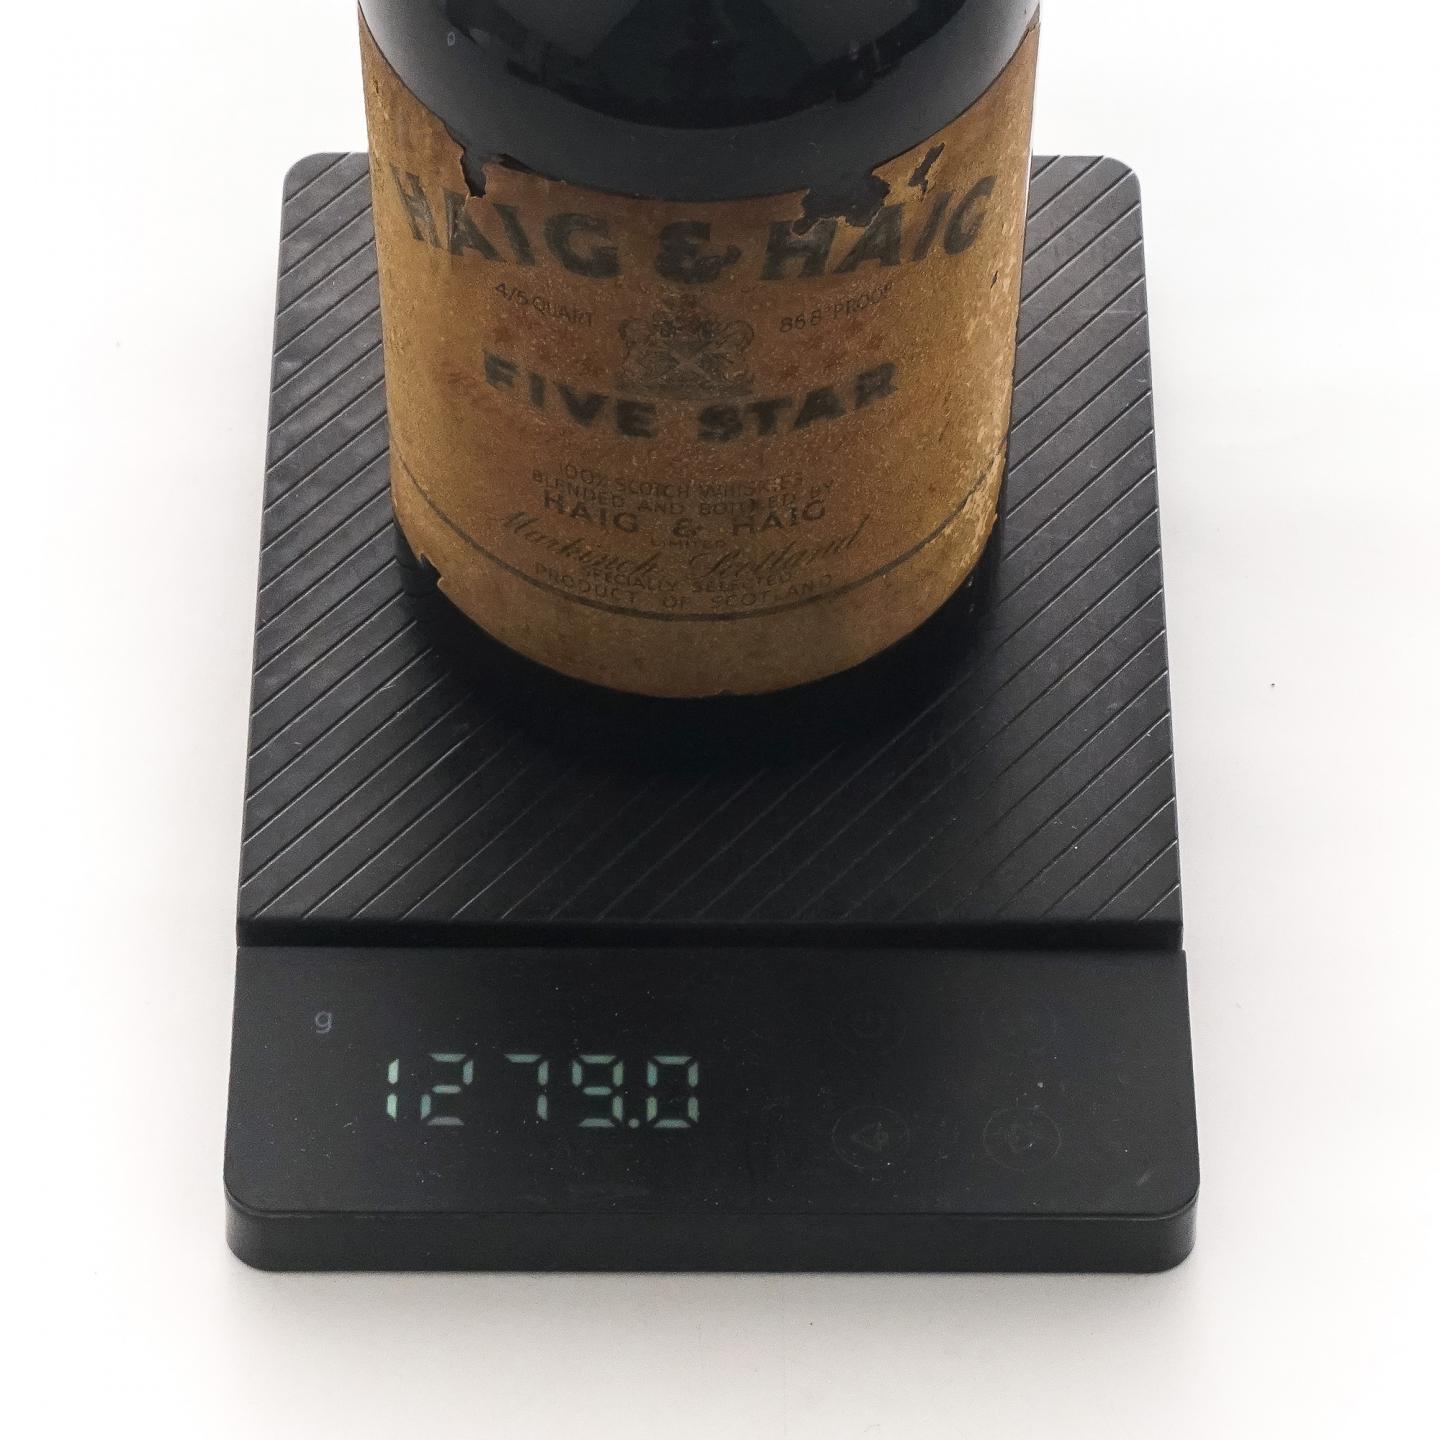 HAIG & HAIG
4/5 QUART 86.8° PROOF
FIVE STAR
100% SCOTCH WHISKIES
BLENDED AND BOTTLED BY
HAIG & HAIG
LIMITED
Markinch, Scotland
SPECIALLY SELECTED
PRODUCT OF SCOTLAND
g
1279.0